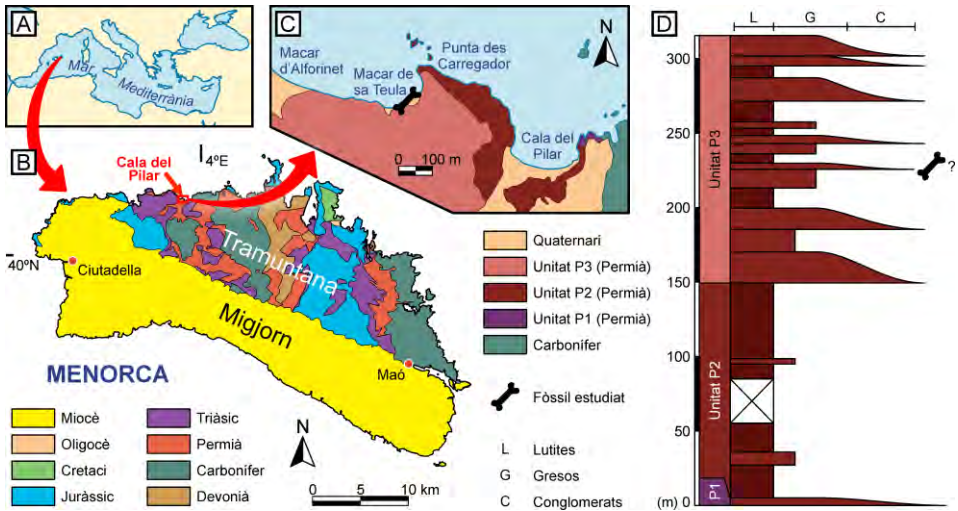 A
Mar
Mediterrània
B
4ºE
Cala del
Pilar
40ºN
Ciutadella
Tramuntana
Migjorn
Maó
MENORCA
Miocè
Oligocè
Cretaci
Juràssic
Triàsic
Permià
Carbonífer
Devonià
N
0 5 10 km
C
Macar
d'Alforinet
Macar de
sa Teula
Punta des
Carregador
N
Cala del
Pilar
0 100 m
Quaternari
Unitat P3 (Permià)
Unitat P2 (Permià)
Unitat P1 (Permià)
Carbonífer
Fòssil estudiat
L Lutites
G Gresos
C Conglomerats
D
L G C
300
250
200
150
100
50
(m) 0
Unitat P3
Unitat P2
P1
?